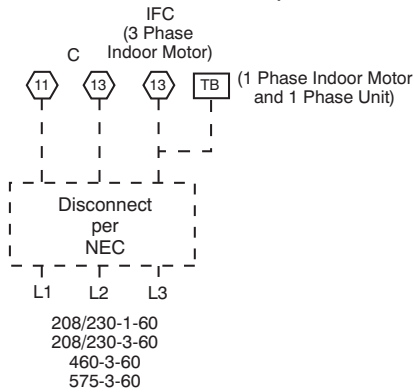 IFC
(3 Phase
Indoor Motor)
C
11 13 13 TB
(1 Phase Indoor Motor
and 1 Phase Unit)
Disconnect
per
NEC
L1 L2 L3
208/230-1-60
208/230-3-60
460-3-60
575-3-60